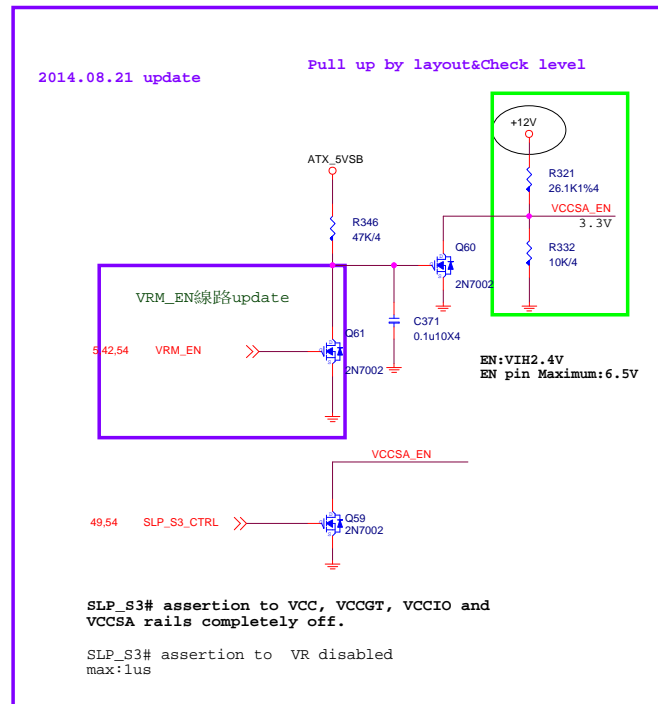 Pull up by layout&Check level
2014.08.21 update
+12V
ATX_5VSB
R321
26.1K1%4
VCCSA_EN
3.3V
R346
47K/4
Q60
2N7002
R332
10K/4
VRM_EN線路update
C371
0.1u10X4
Q61
2N7002
5,42,54 VRM_EN
EN:VIH2.4V
EN pin Maximum:6.5V
VCCSA_EN
49,54 SLP_S3_CTRL
Q59
2N7002
SLP_S3# assertion to VCC, VCCGT, VCCIO and
VCCSA rails completely off.
SLP_S3# assertion to VR disabled
max:1us